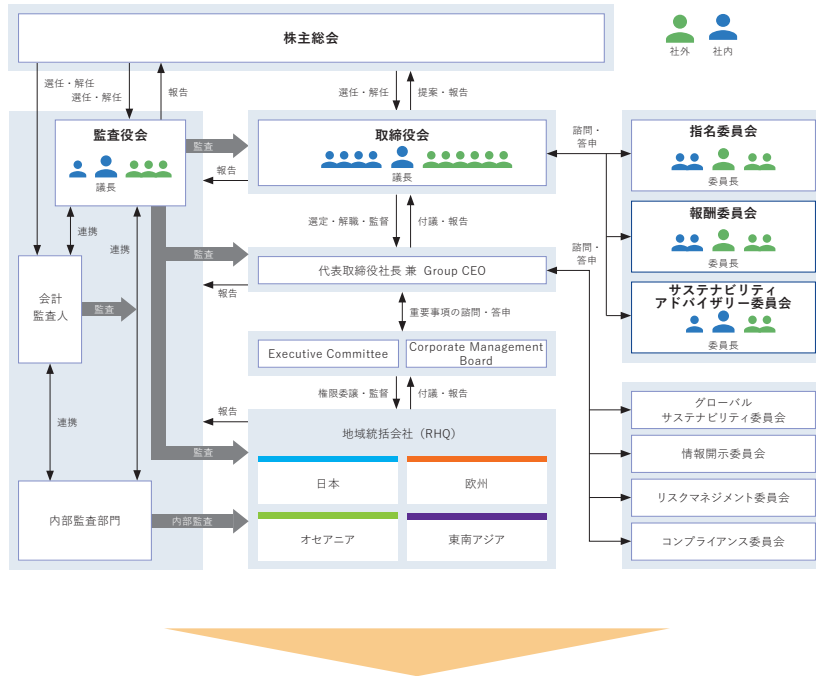 株主総会
社外
社内
選任・解任
選任・解任
報告
選任・解任
提案・報告
監査役会
議長
監査
報告
取締役会
議長
諮問・
答申
指名委員会
委員長
報酬委員会
委員長
サステナビリティ
アドバイザリー委員会
委員長
連携
連携
選定・解職・監督
付議・報告
監査
報告
代表取締役社長 兼 Group CEO
諮問・
答申
会計
監査人
監査
重要事項の諮問・答申
Executive Committee
Corporate Management
Board
権限委譲・監督
付議・報告
連携
報告
監査
地域統括会社（RHQ）
日本
欧州
オセアニア
東南アジア
内部監査部門
内部監査
グローバル
サステナビリティ委員会
情報開示委員会
リスクマネジメント委員会
コンプライアンス委員会